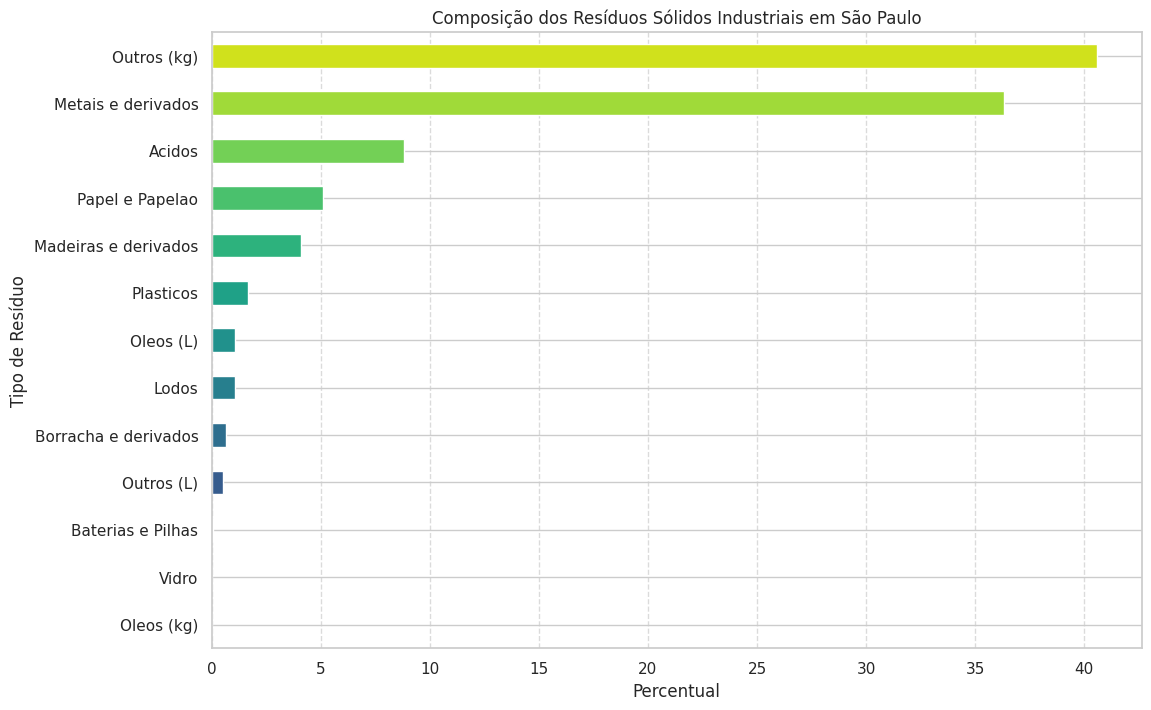 Composição dos Resíduos Sólidos Industriais em São Paulo
Tipo de Resíduo
Outros (kg)
Metais e derivados
Acidos
Papel e Papelao
Madeiras e derivados
Plasticos
Oleos (L)
Lodos
Borracha e derivados
Outros (L)
Baterias e Pilhas
Vidro
Oleos (kg)
0 5 10 15 20 25 30 35 40
Percentual